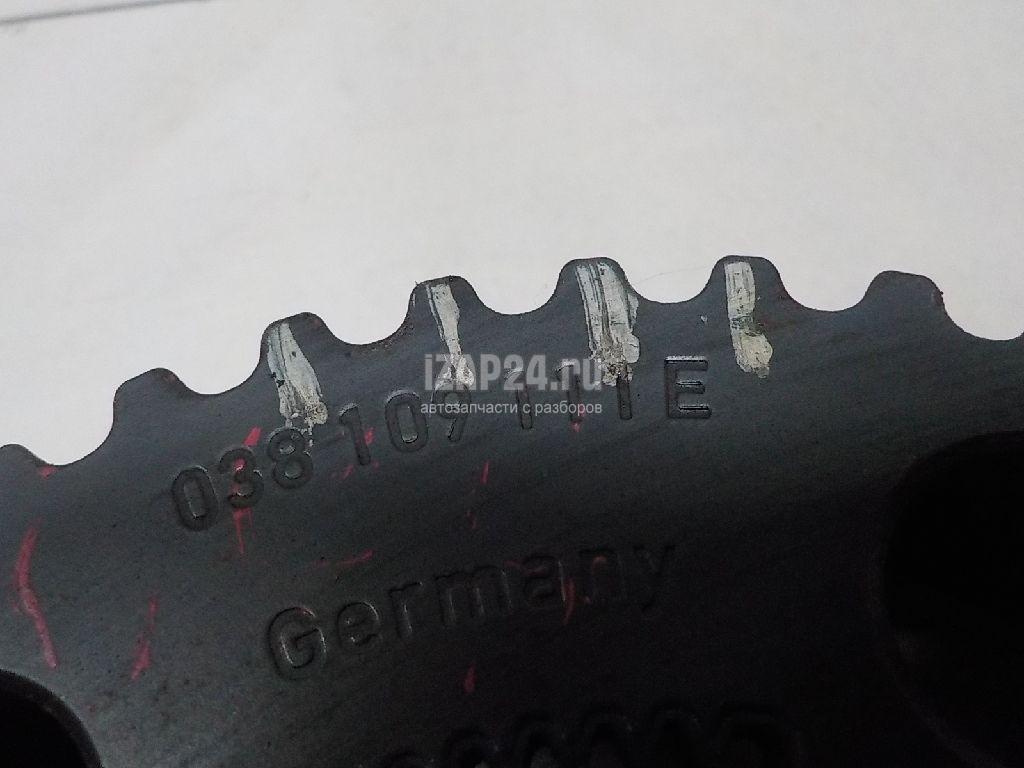 iZAP24.ru
автозапчасти с разборов
038 109 111 E
Germany